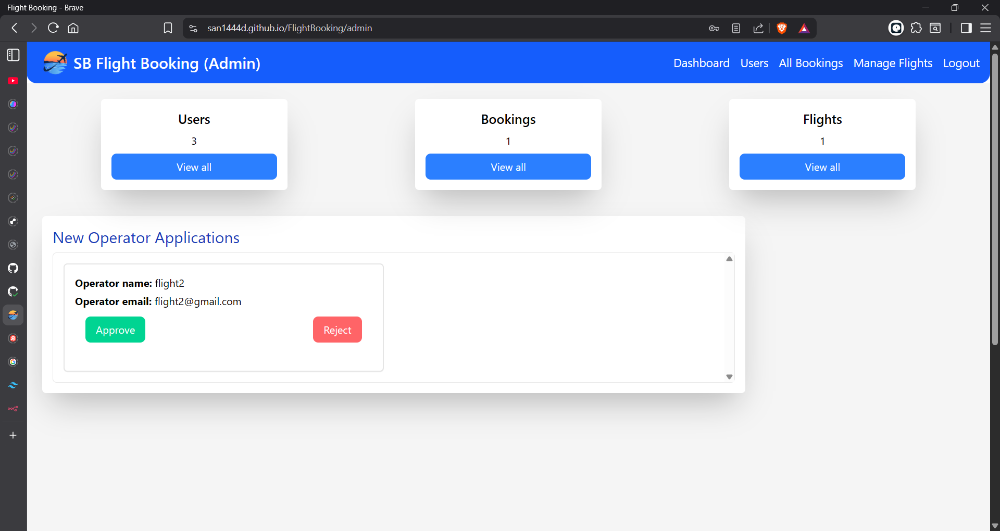 Flight Booking - Brave
san1444d.github.io/FlightBooking/admin
SB Flight Booking (Admin)
Dashboard Users All Bookings Manage Flights Logout
Users
3
View all
Bookings
1
View all
Flights
1
View all
New Operator Applications
Operator name: flight2
Operator email: flight2@gmail.com
Approve
Reject